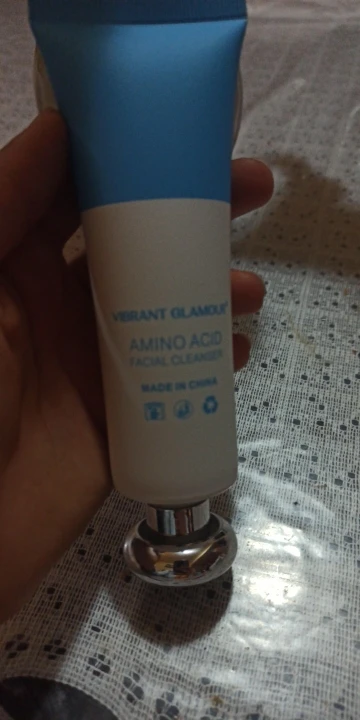 VIBRANT GLAMOUR®
AMINO ACID
FACIAL CLEANSER
MADE IN CHINA